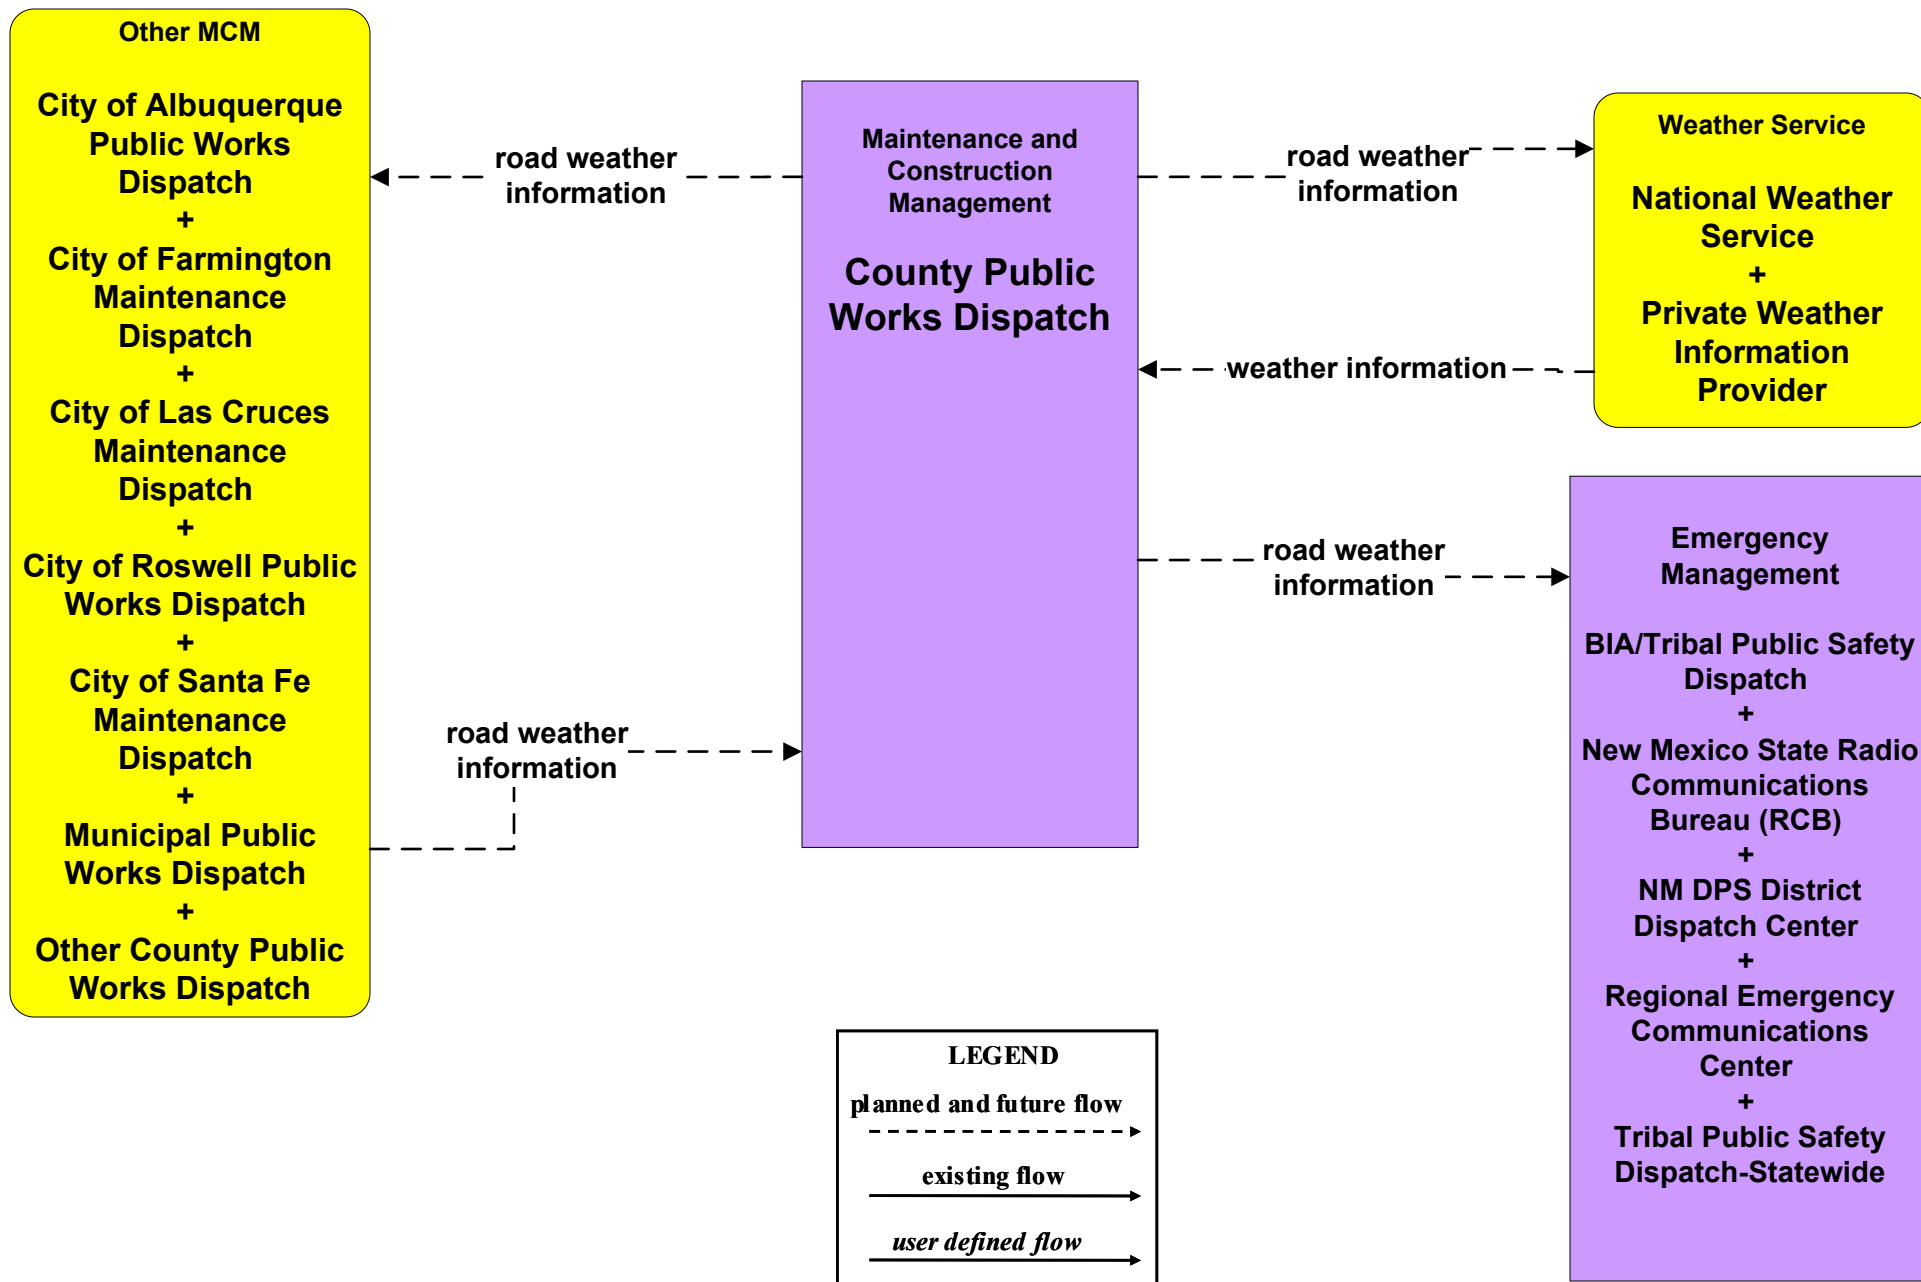 Other MCM
City of Albuquerque
Public Works
Dispatch
+
City of Farmington
Maintenance
Dispatch
+
City of Las Cruces
Maintenance
Dispatch
+
City of Roswell Public
Works Dispatch
+
City of Santa Fe
Maintenance
Dispatch
+
Municipal Public
Works Dispatch
+
Other County Public
Works Dispatch
road weather
information
road weather
information
Maintenance and
Construction
Management
County Public
Works Dispatch
road weather
information
weather information
road weather
information
Weather Service
National Weather
Service
+
Private Weather
Information
Provider
Emergency
Management
BIA/Tribal Public Safety
Dispatch
+
New Mexico State Radio
Communications
Bureau (RCB)
+
NM DPS District
Dispatch Center
+
Regional Emergency
Communications
Center
+
Tribal Public Safety
Dispatch-Statewide
LEGEND
planned and future flow
existing flow
user defined flow